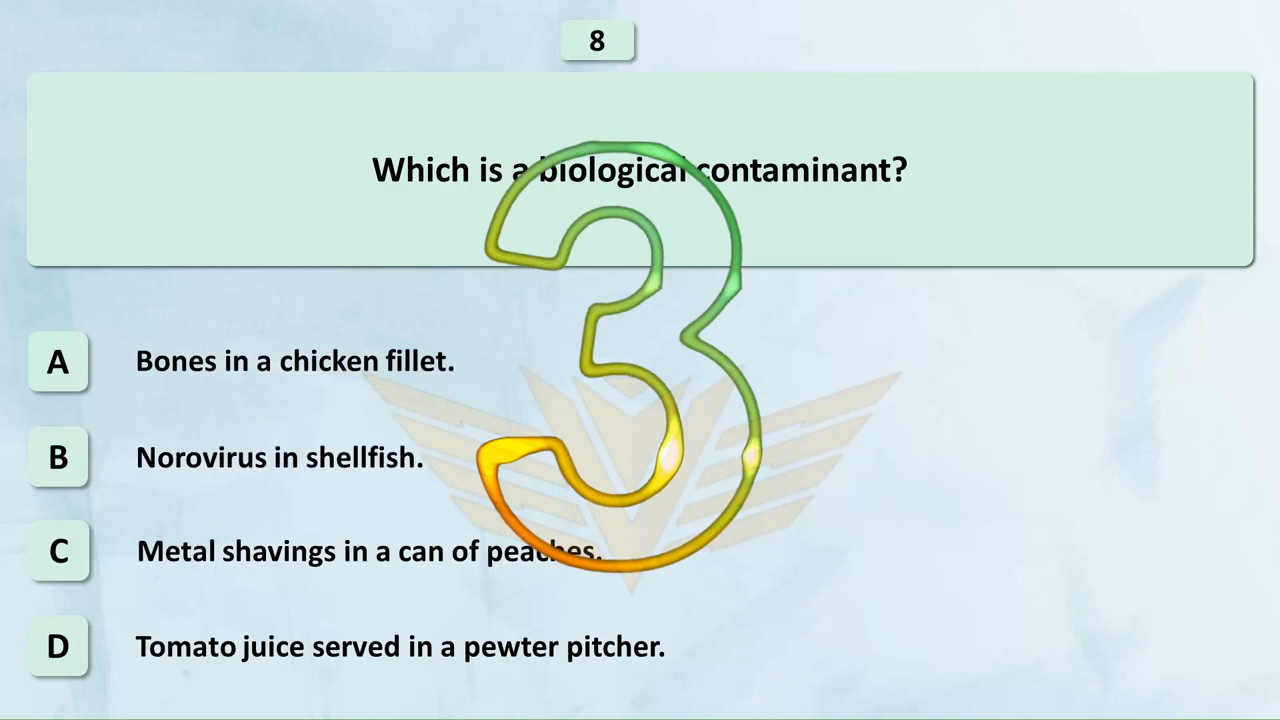 8
Which is a biological contaminant?
A Bones in a chicken fillet.
B Norovirus in shellfish.
C Metal shavings in a can of peaches.
D Tomato juice served in a pewter pitcher.
3